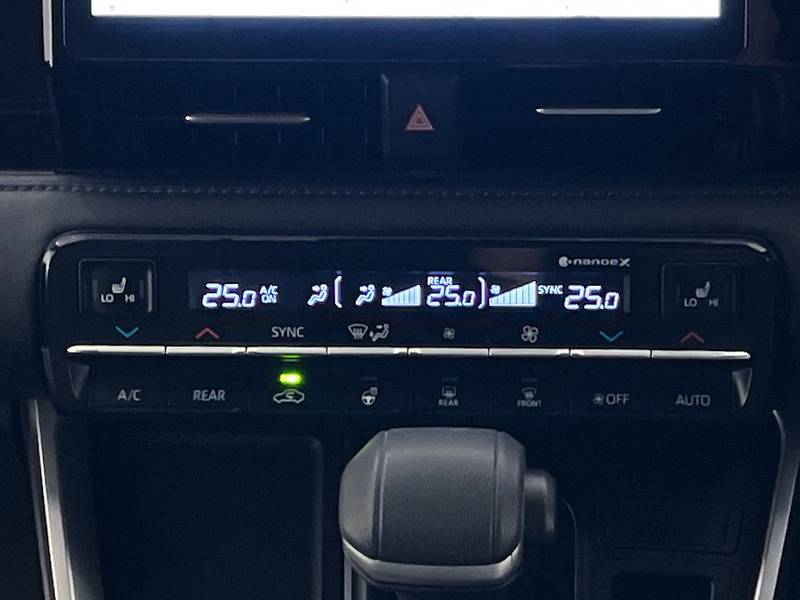 nanoe X
LO HI
25.0 A/C ON
REAR 25.0
SYNC 25.0
LO HI
SYNC
A/C
REAR
REAR
FRONT
OFF
AUTO